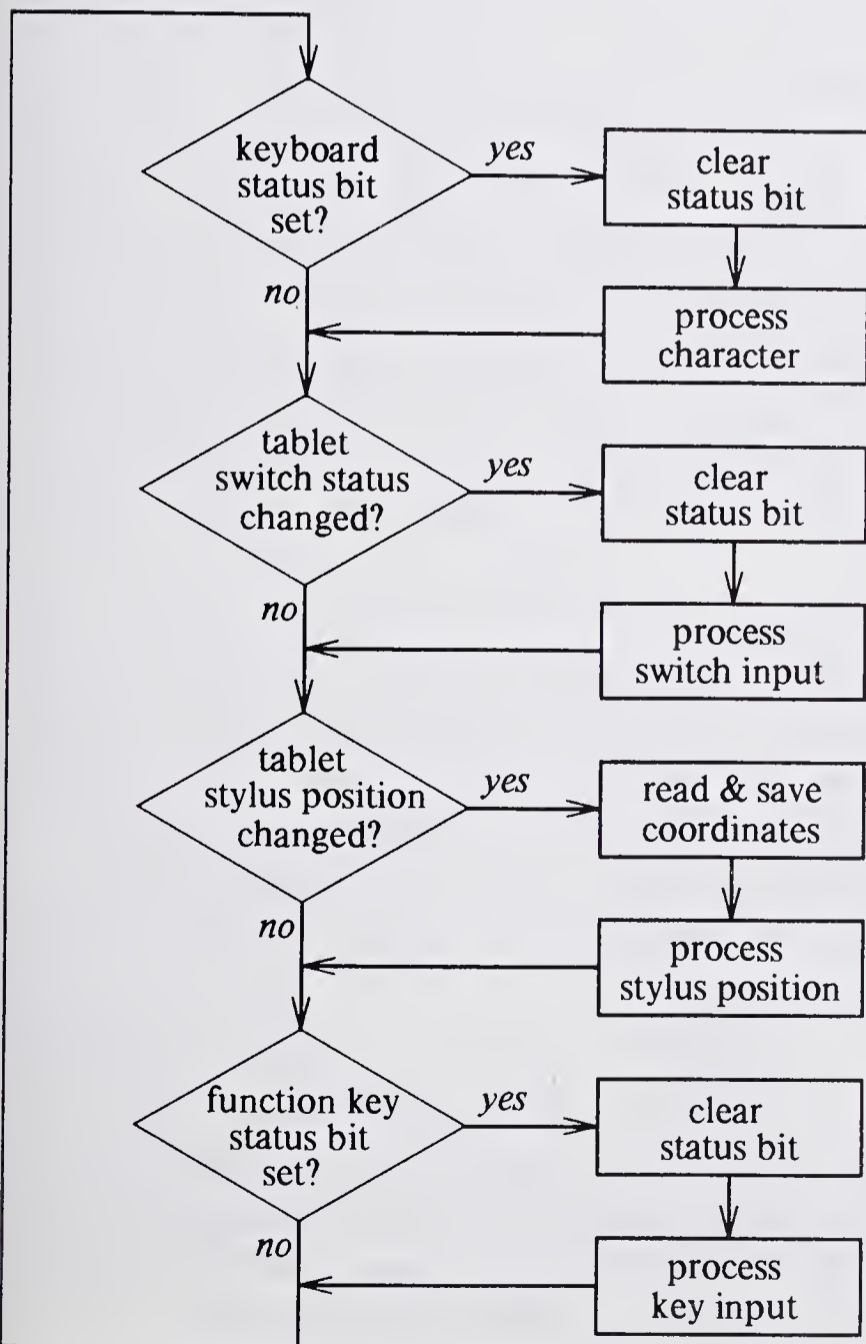 keyboard
status bit
set?
yes
clear
status bit
no
process
character
tablet
switch status
changed?
yes
clear
status bit
no
process
switch input
tablet
stylus position
changed?
yes
read & save
coordinates
no
process
stylus position
function key
status bit
set?
yes
clear
status bit
no
process
key input